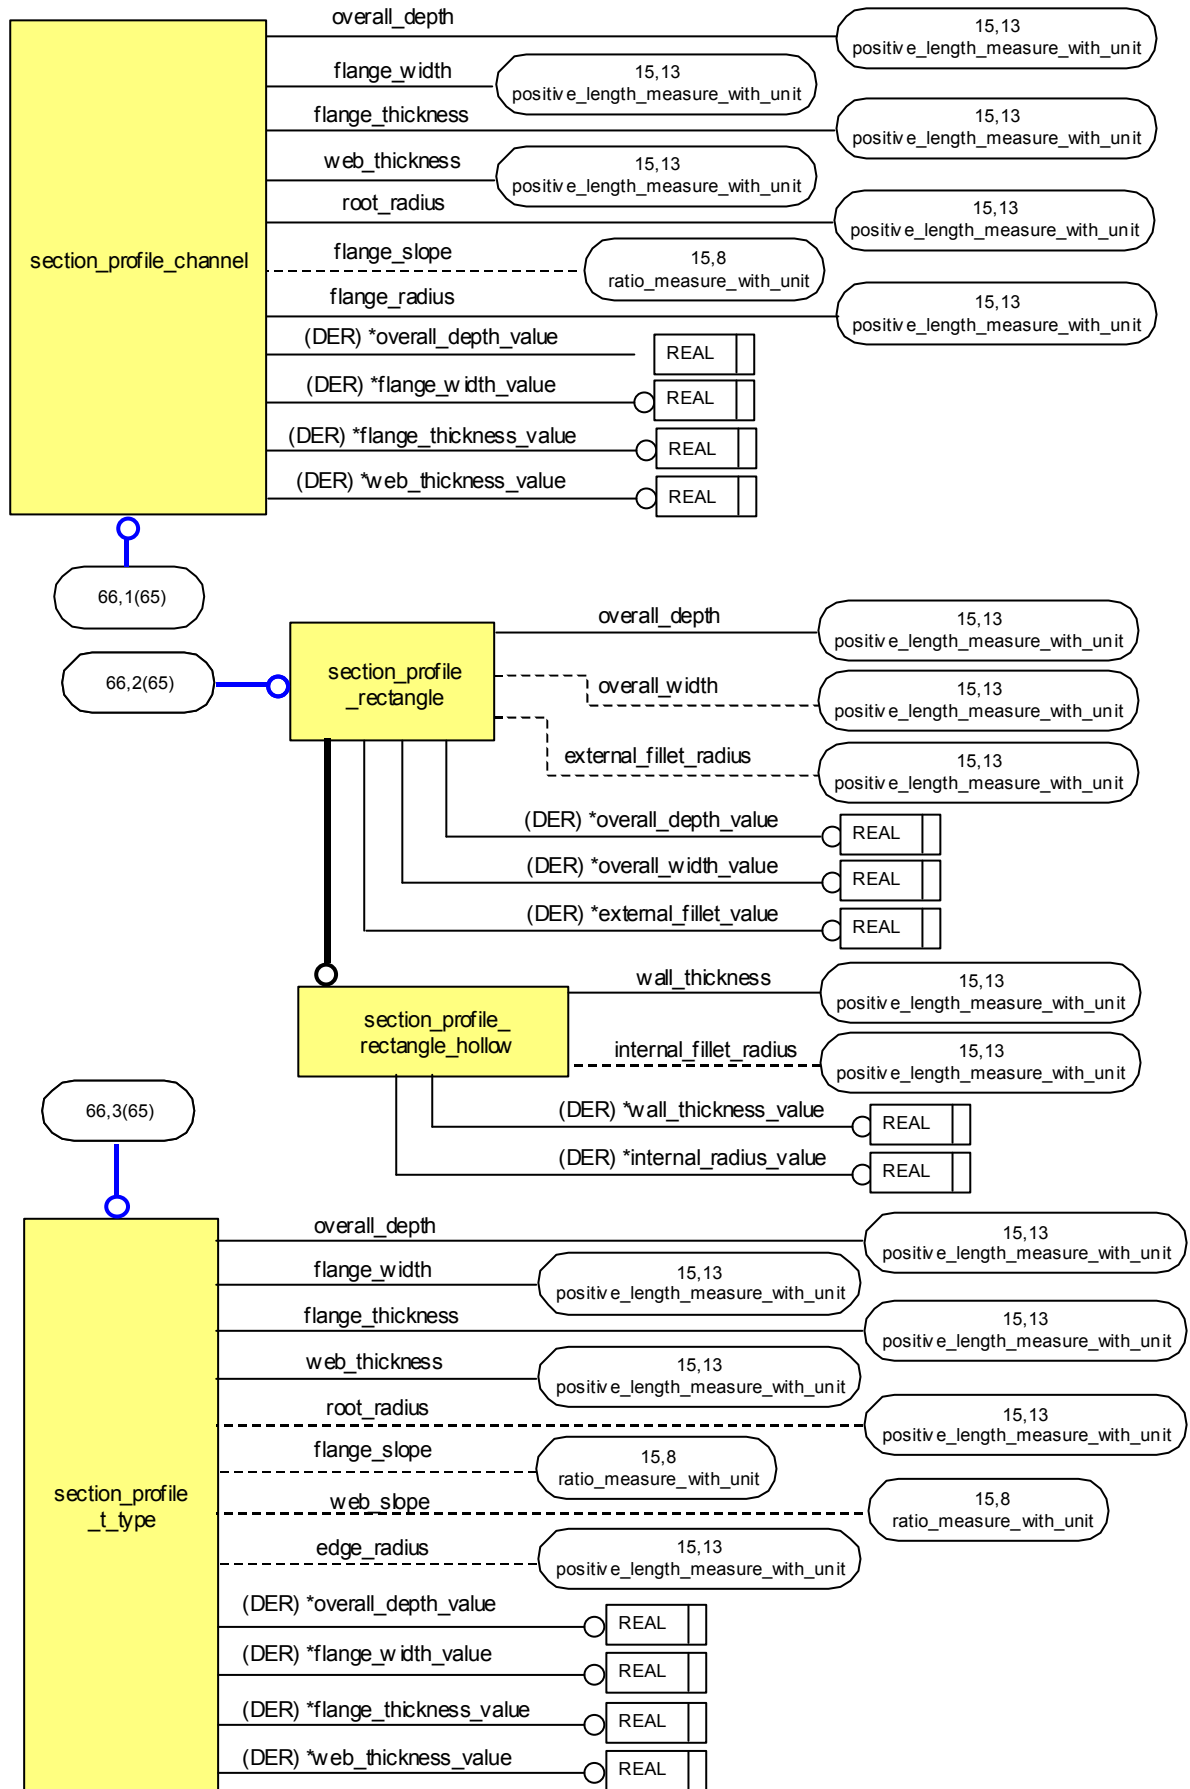 overall_depth
15,13
positive_length_measure_with_unit
flange_width
15,13
positive_length_measure_with_unit
flange_thickness
15,13
positive_length_measure_with_unit
web_thickness
15,13
positive_length_measure_with_unit
root_radius
15,13
positive_length_measure_with_unit
section_profile_channel
flange_slope
15,8
ratio_measure_with_unit
flange_radius
15,13
positive_length_measure_with_unit
(DER) *overall_depth_value
REAL
(DER) *flange_width_value
REAL
(DER) *flange_thickness_value
REAL
(DER) *web_thickness_value
REAL
66,1(65)
66,2(65)
section_profile
_rectangle
overall_depth
15,13
positive_length_measure_with_unit
overall_width
15,13
positive_length_measure_with_unit
external_fillet_radius
15,13
positive_length_measure_with_unit
(DER) *overall_depth_value
REAL
(DER) *overall_width_value
REAL
(DER) *external_fillet_value
REAL
section_profile_
rectangle_hollow
wall_thickness
15,13
positive_length_measure_with_unit
internal_fillet_radius
15,13
positive_length_measure_with_unit
(DER) *wall_thickness_value
REAL
(DER) *internal_radius_value
REAL
66,3(65)
overall_depth
15,13
positive_length_measure_with_unit
flange_width
15,13
positive_length_measure_with_unit
flange_thickness
15,13
positive_length_measure_with_unit
web_thickness
15,13
positive_length_measure_with_unit
root_radius
15,13
positive_length_measure_with_unit
flange_slope
15,8
ratio_measure_with_unit
section_profile
_t_type
web_slope
15,8
ratio_measure_with_unit
edge_radius
15,13
positive_length_measure_with_unit
(DER) *overall_depth_value
REAL
(DER) *flange_width_value
REAL
(DER) *flange_thickness_value
REAL
(DER) *web_thickness_value
REAL